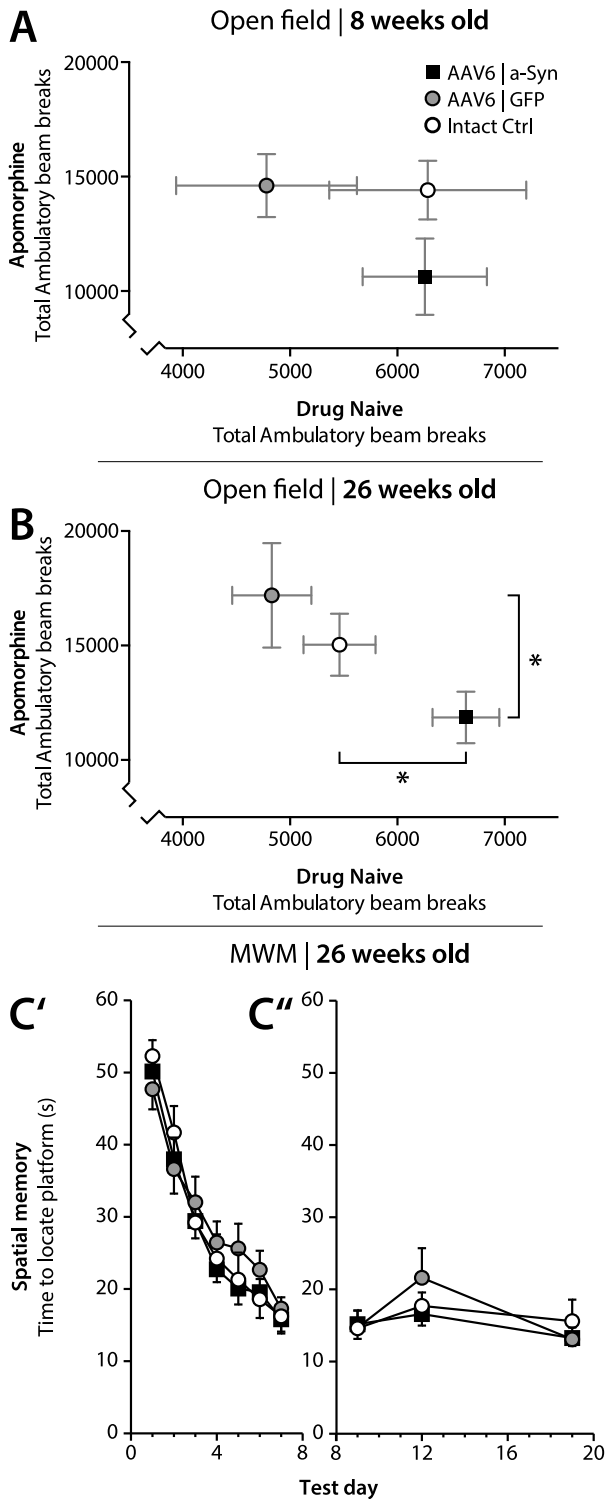 A
Open field | 8 weeks old
20000
15000
10000
Apomorphine
Total Ambulatory beam breaks
AAV6 | a-Syn
AAV6 | GFP
Intact Ctrl
4000 5000 6000 7000
Drug Naive
Total Ambulatory beam breaks
B
Open field | 26 weeks old
20000
15000
10000
Apomorphine
Total Ambulatory beam breaks
*
*
4000 5000 6000 7000
Drug Naive
Total Ambulatory beam breaks
MWM | 26 weeks old
C‘
60
50
40
30
20
10
0
Spatial memory
Time to locate platform (s)
0 4 8
C“
60
50
40
30
20
10
0
8 12 16 20
Test day